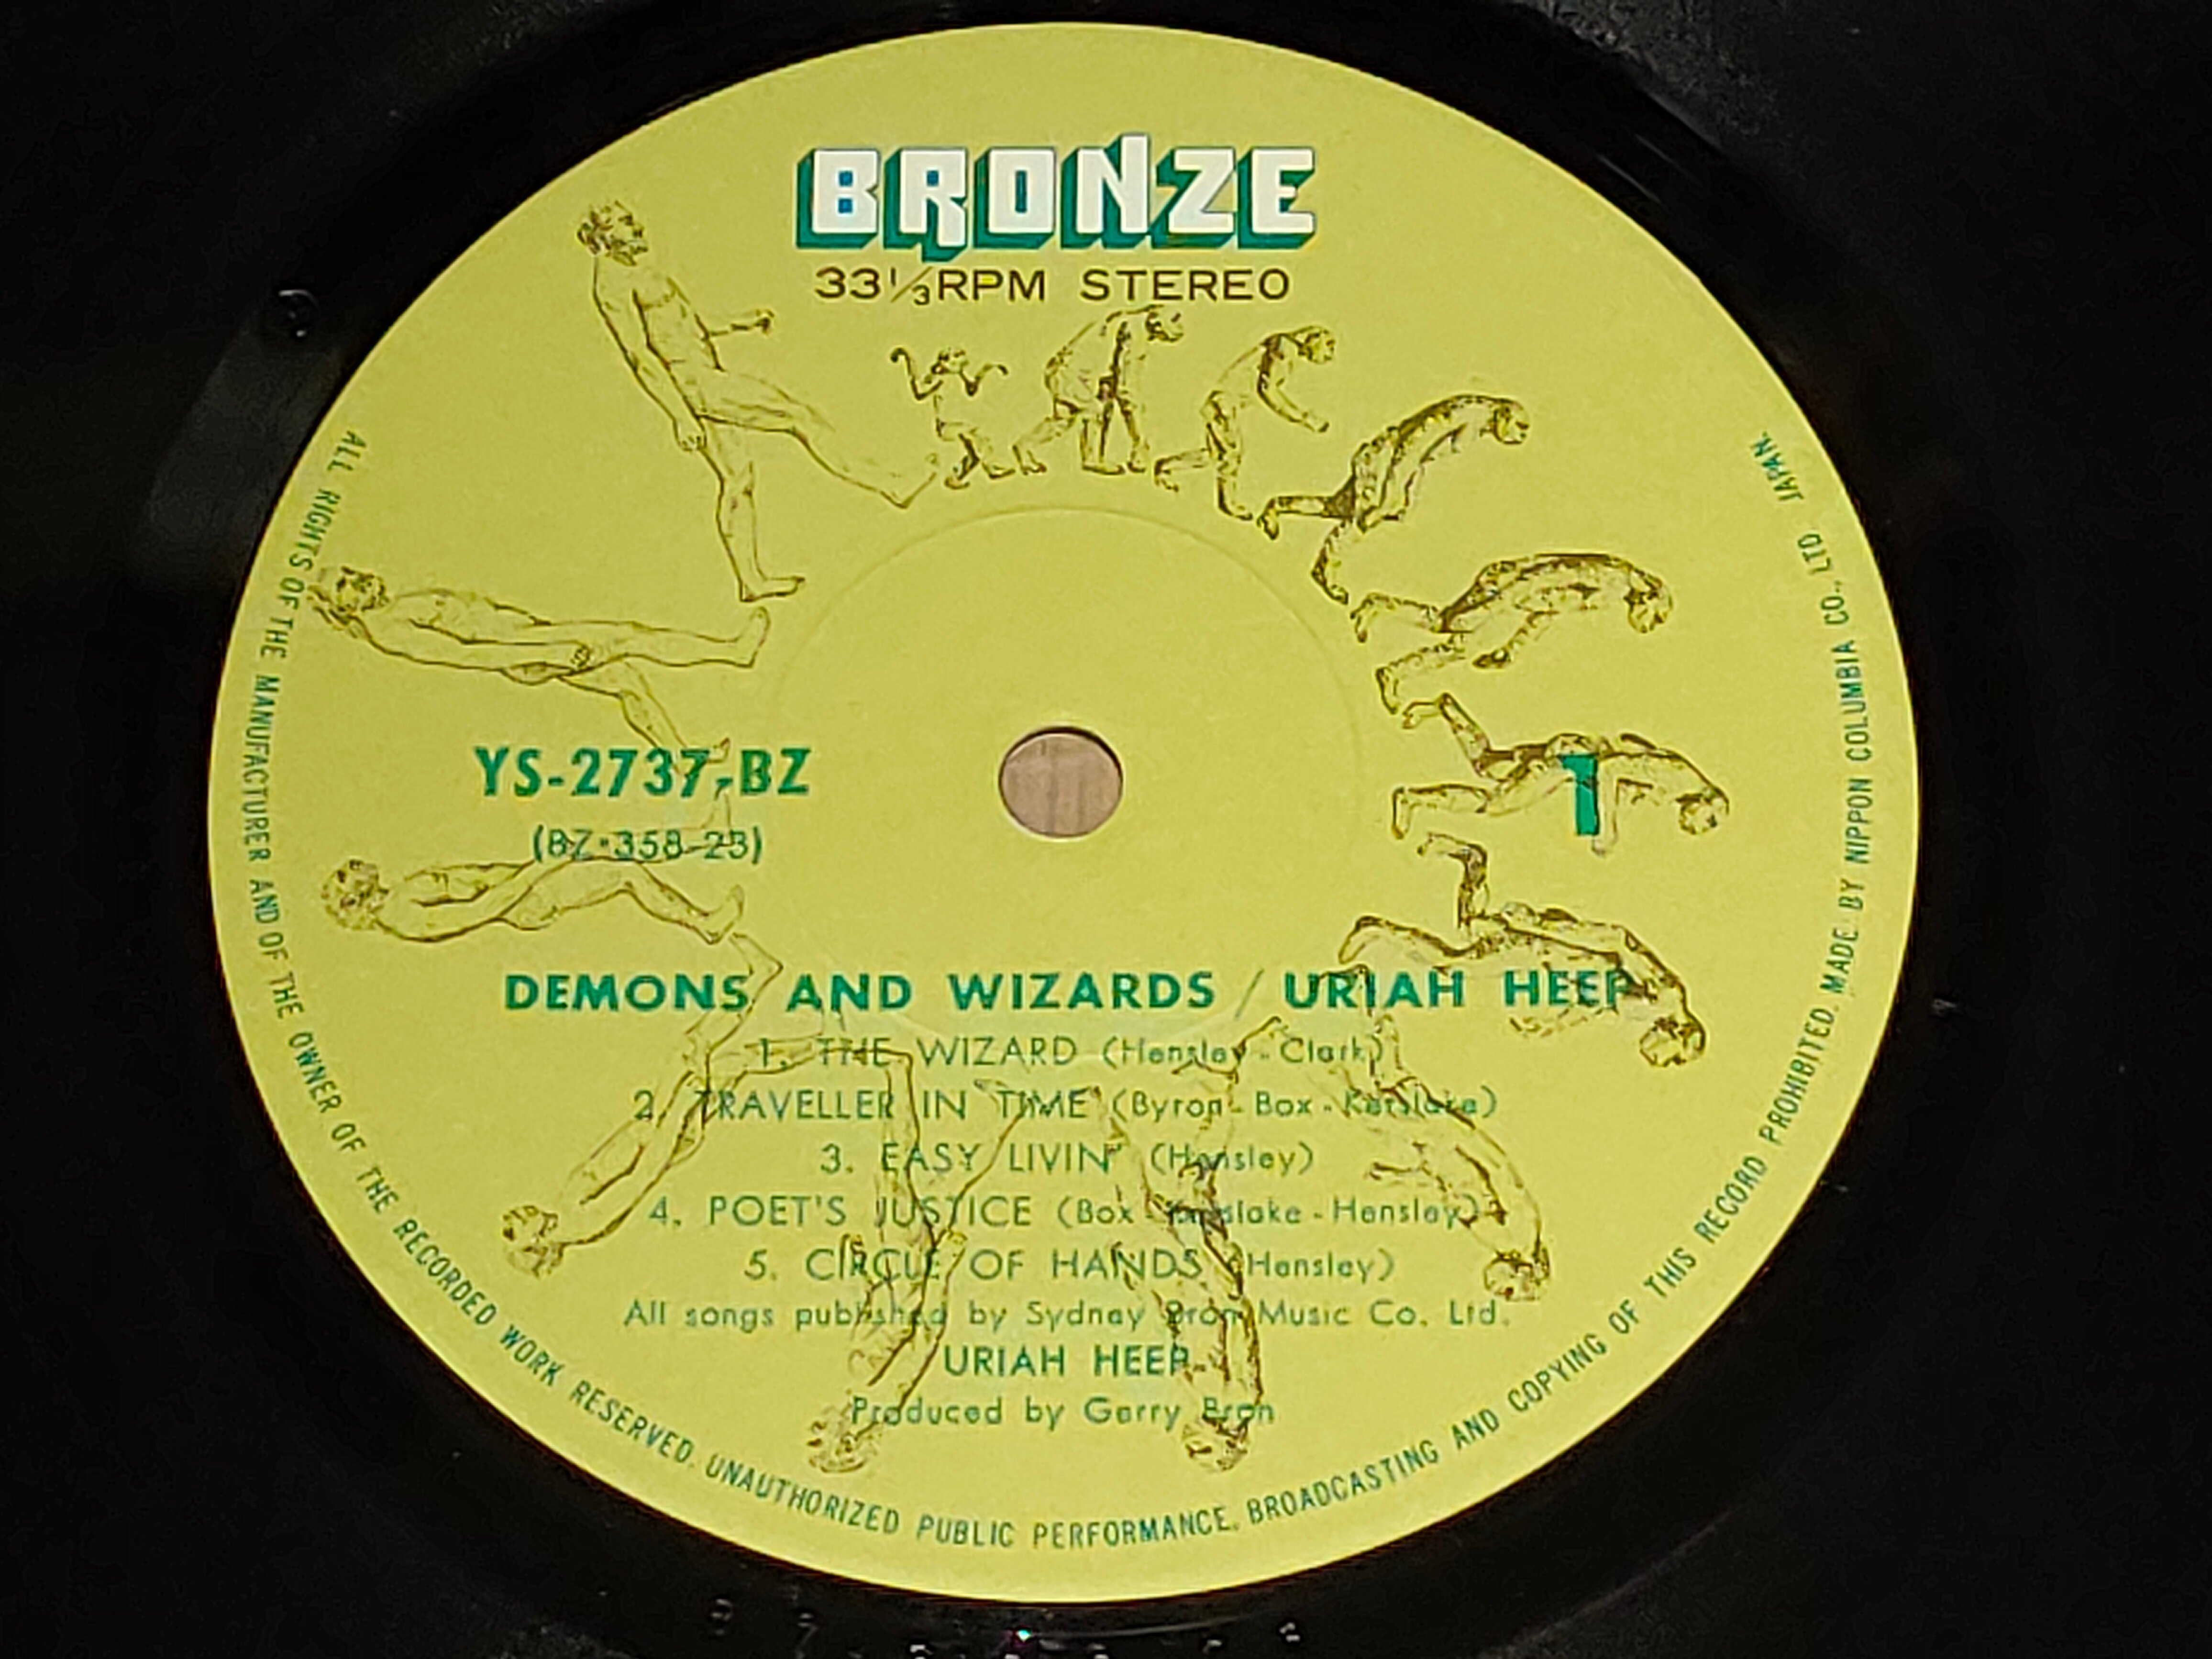 BRONZE
33 1/3 RPM STEREO
YS-2737-BZ
(BZ·358-23)
1
DEMONS AND WIZARDS / URIAH HEEP
1. THE WIZARD (Hensley - Clark)
2. TRAVELLER IN TIME (Byron - Box - Kerslake)
3. EASY LIVIN' (Hensley)
4. POET'S JUSTICE (Box - Kerslake - Hensley)
5. CIRCLE OF HANDS (Hensley)
All songs published by Sydney Bron Music Co. Ltd.
URIAH HEEP
Produced by Gerry Bron
ALL RIGHTS OF THE MANUFACTURER AND OF THE OWNER OF THE RECORDED WORK RESERVED. UNAUTHORIZED PUBLIC PERFORMANCE, BROADCASTING AND COPYING OF THIS RECORD PROHIBITED. MADE BY NIPPON COLUMBIA CO., LTD. JAPAN.